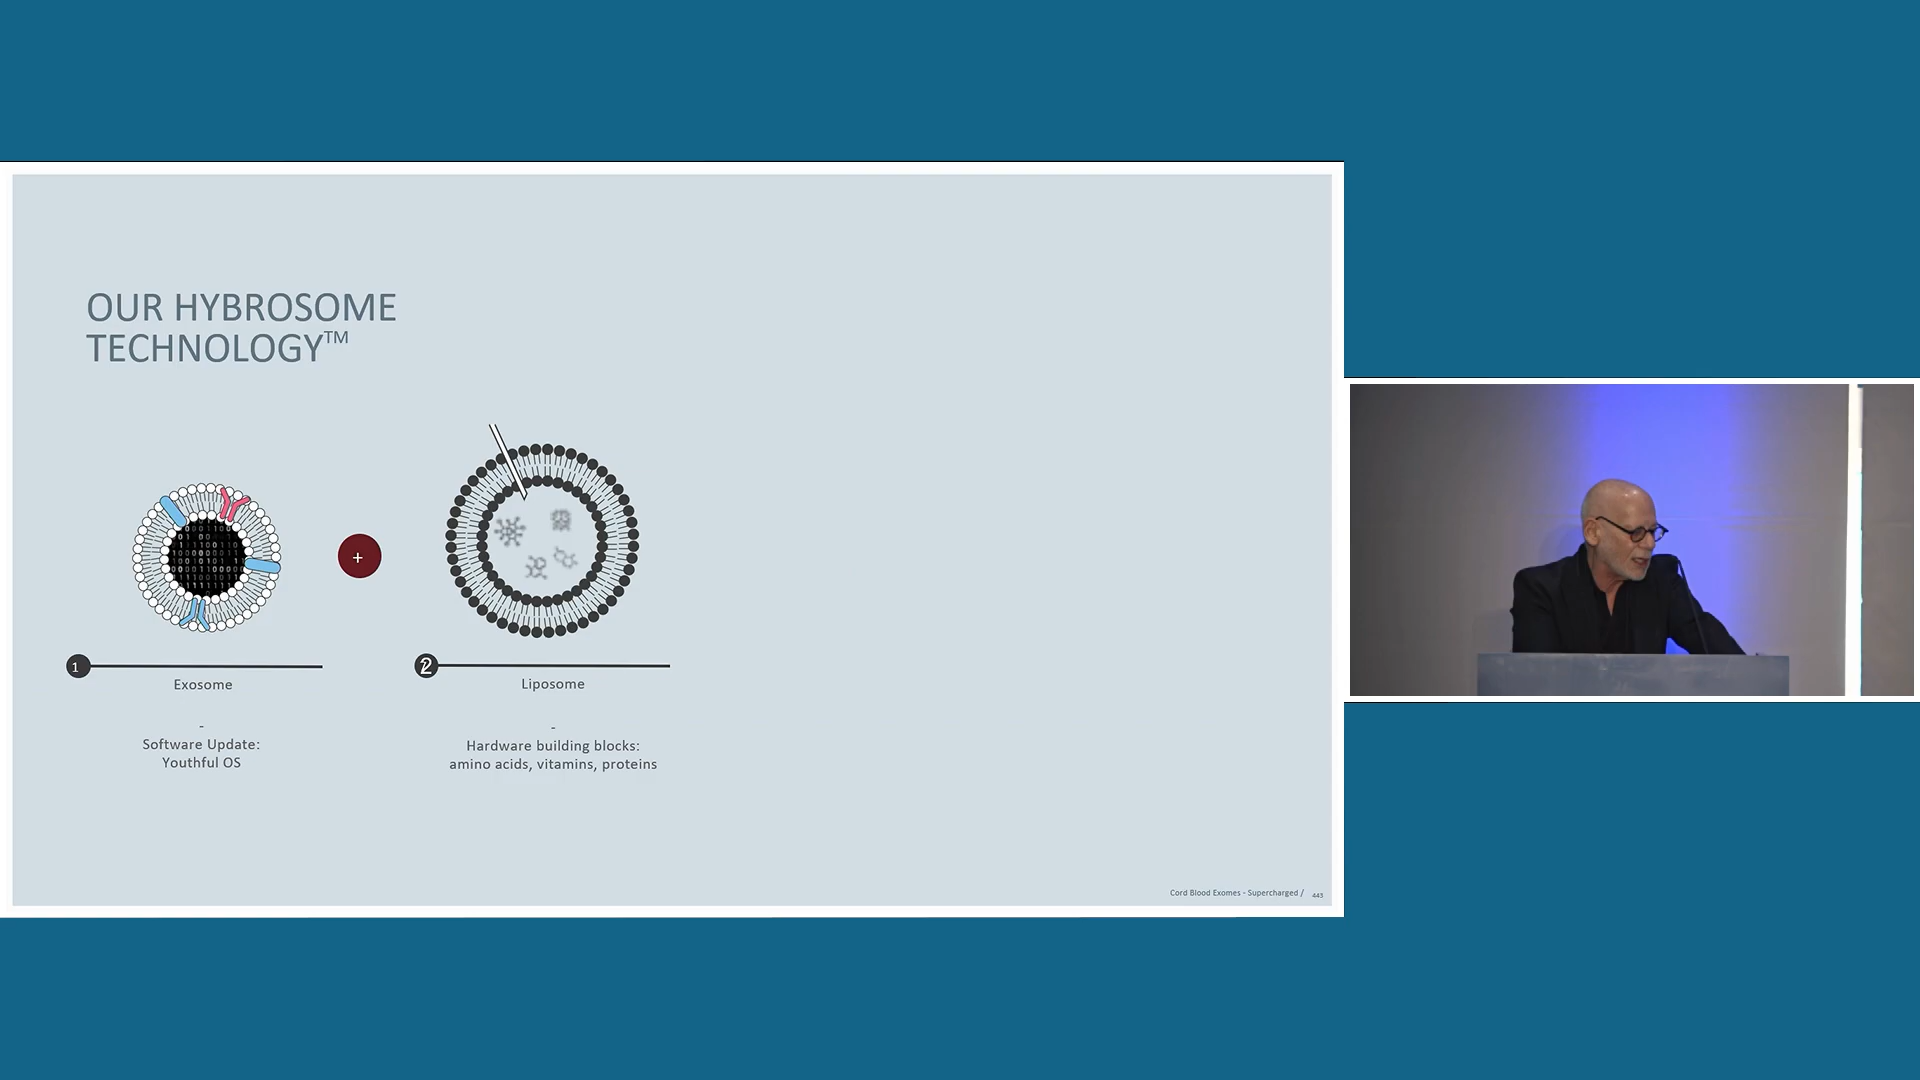 OUR HYBROSOME
TECHNOLOGY™
+
1
2
Exosome
Liposome
-
Software Update:
Youthful OS
-
Hardware building blocks:
amino acids, vitamins, proteins
Cord Blood Exomes - Supercharged / 443